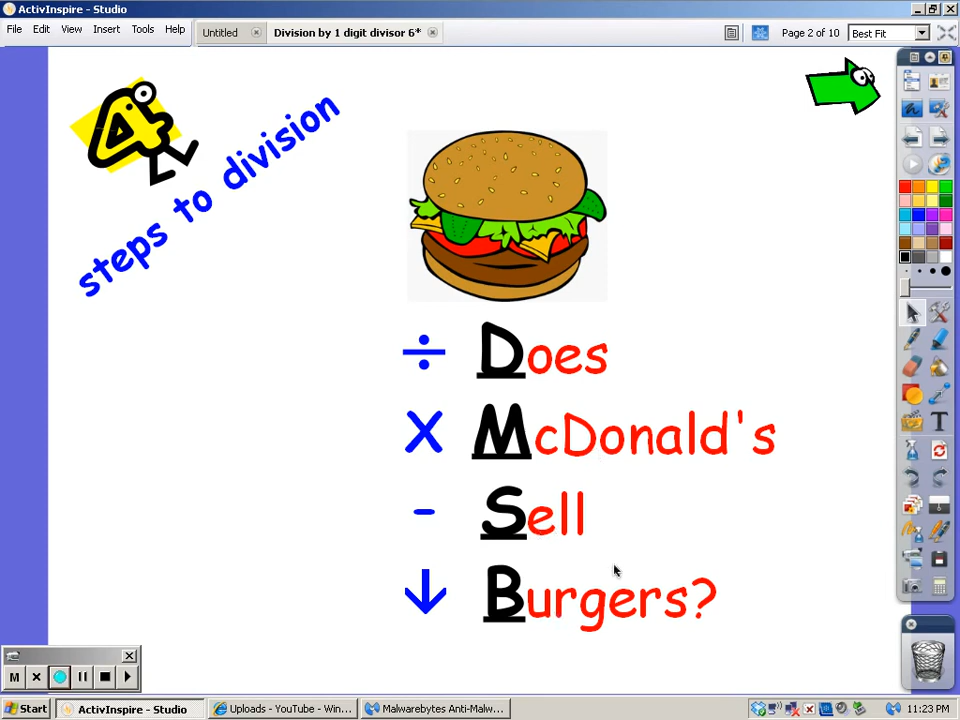 ActivInspire - Studio
File Edit View Insert Tools Help
Untitled
Division by 1 digit divisor 6*
Page 2 of 10
Best Fit
4
steps to division
÷ Does
X McDonald's
- Sell
↓ Burgers?
T
M
Start
ActivInspire - Studio
Uploads - YouTube - Win...
Malwarebytes Anti-Malw...
11:23 PM